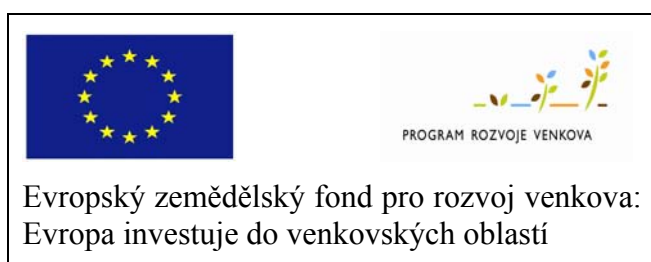 PROGRAM ROZVOJE VENKOVA
Evropský zemědělský fond pro rozvoj venkova:
Evropa investuje do venkovských oblastí